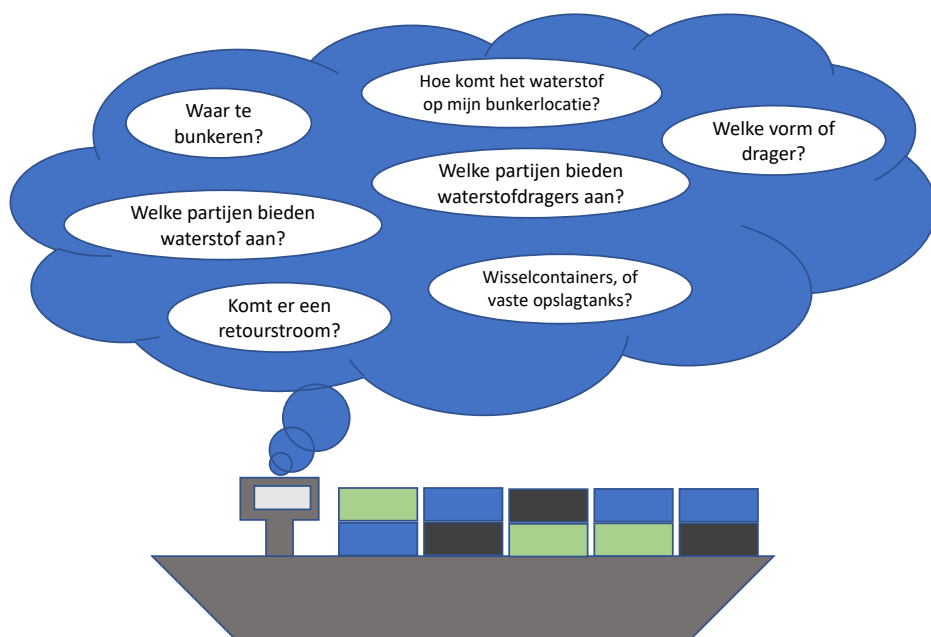 Hoe komt het waterstof
op mijn bunkerlocatie?
Waar te
bunkeren?
Welke vorm of
drager?
Welke partijen bieden
waterstofdragers aan?
Welke partijen bieden
waterstof aan?
Wisselcontainers, of
vaste opslagtanks?
Komt er een
retourstroom?